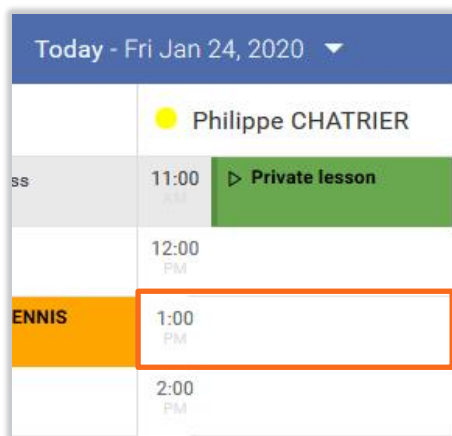 Today - Fri Jan 24, 2020
Philippe CHATRIER
ss
11:00
AM
Private lesson
12:00
PM
ENNIS
1:00
PM
2:00
PM